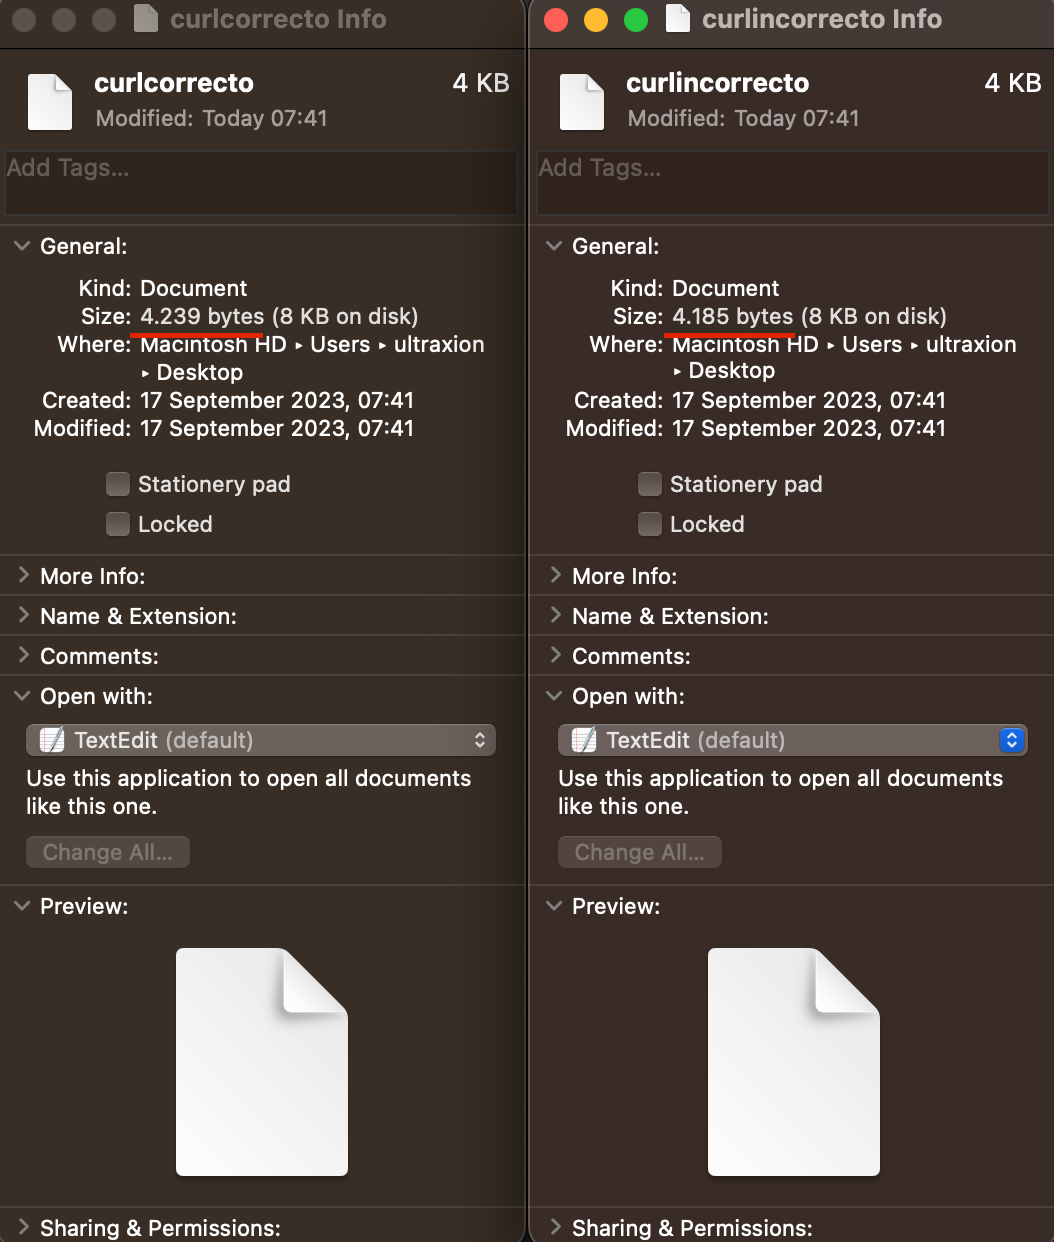 curlcorrecto Info
curlcorrecto 4 KB
Modified: Today 07:41
Add Tags...
General:
Kind: Document
Size: 4.239 bytes (8 KB on disk)
Where: Macintosh HD ▸ Users ▸ ultraxion
▸ Desktop
Created: 17 September 2023, 07:41
Modified: 17 September 2023, 07:41
Stationery pad
Locked
More Info:
Name & Extension:
Comments:
Open with:
TextEdit (default)
Use this application to open all documents
like this one.
Change All...
Preview:
Sharing & Permissions:
curlincorrecto Info
curlincorrecto 4 KB
Modified: Today 07:41
Add Tags...
General:
Kind: Document
Size: 4.185 bytes (8 KB on disk)
Where: Macintosh HD ▸ Users ▸ ultraxion
▸ Desktop
Created: 17 September 2023, 07:41
Modified: 17 September 2023, 07:41
Stationery pad
Locked
More Info:
Name & Extension:
Comments:
Open with:
TextEdit (default)
Use this application to open all documents
like this one.
Change All...
Preview:
Sharing & Permissions: